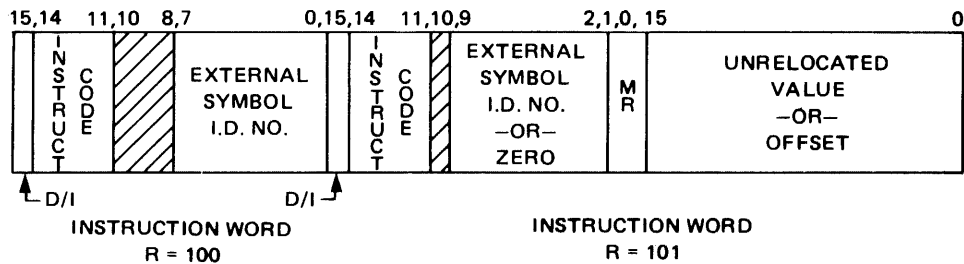 15,14 11,10 8,7 0,15,14 11,10,9 2,1,0, 15 0
INSTRUCT
CODE
EXTERNAL
SYMBOL
I.D. NO.
INSTRUCT
CODE
EXTERNAL
SYMBOL
I.D. NO.
—OR—
ZERO
MR
UNRELOCATED
VALUE
—OR—
OFFSET
D/I
D/I
INSTRUCTION WORD
R = 100
INSTRUCTION WORD
R = 101